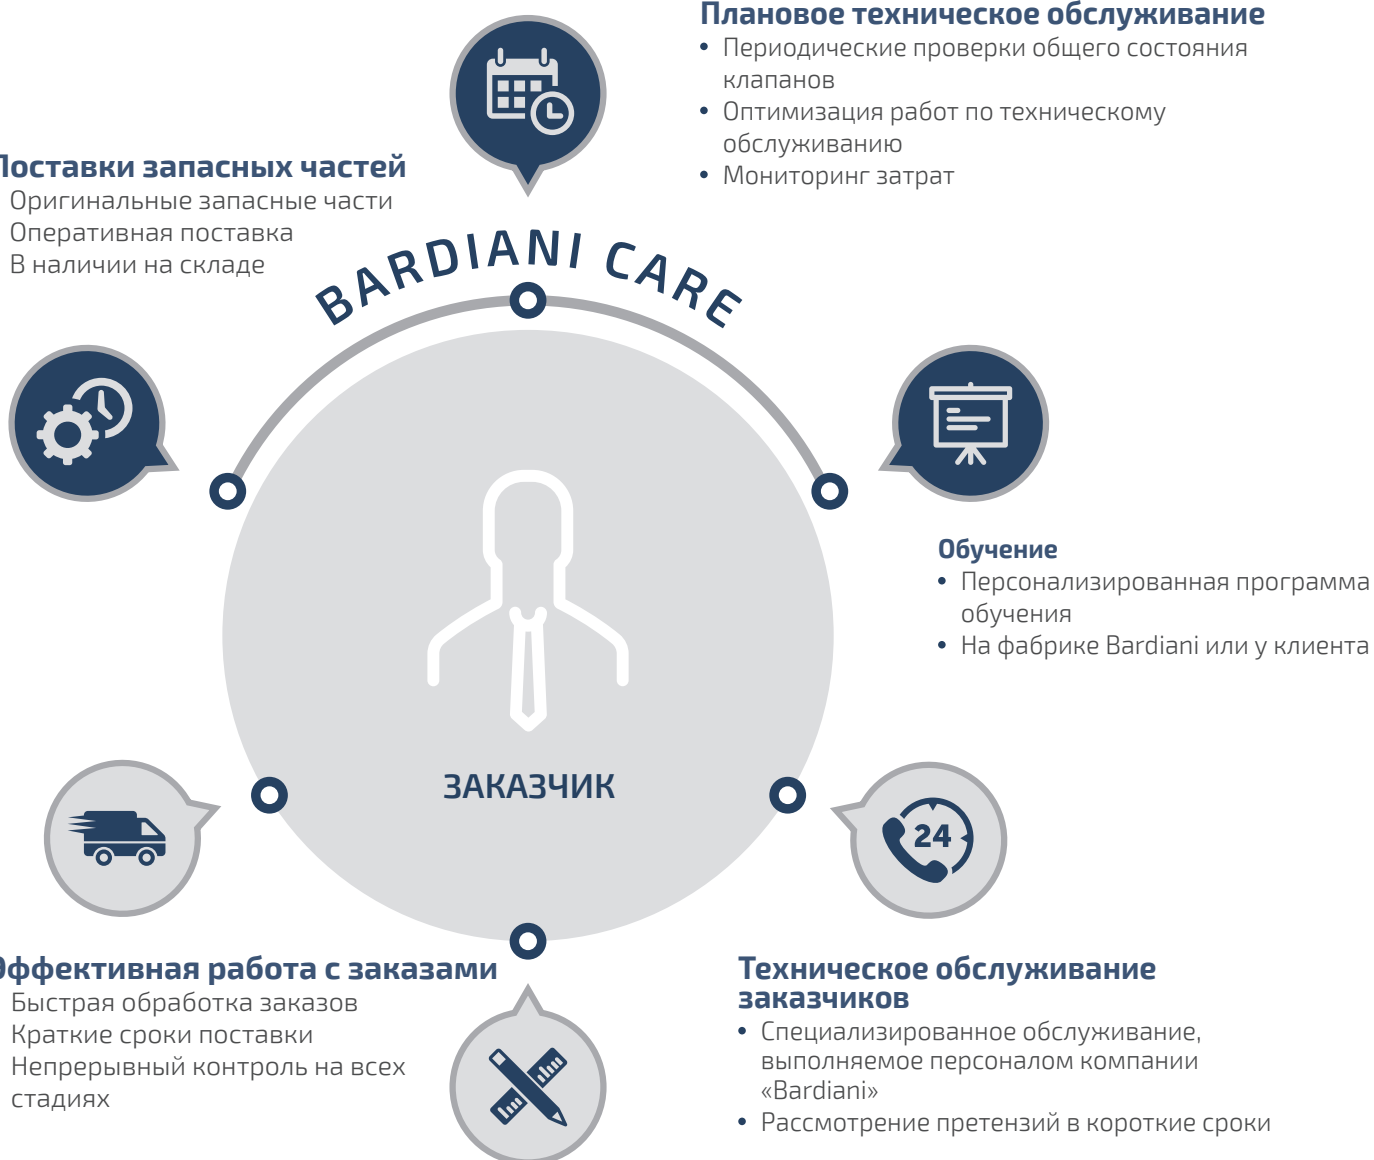 Плановое техническое обслуживание
• Периодические проверки общего состояния
клапанов
• Оптимизация работ по техническому
обслуживанию
• Мониторинг затрат
Поставки запасных частей
Оригинальные запасные части
Оперативная поставка
В наличии на складе
BARDIANI CARE
Обучение
• Персонализированная программа
обучения
• На фабрике Bardiani или у клиента
ЗАКАЗЧИК
24
Эффективная работа с заказами
Быстрая обработка заказов
Краткие сроки поставки
Непрерывный контроль на всех
стадиях
Техническое обслуживание
заказчиков
• Специализированное обслуживание,
выполняемое персоналом компании
«Bardiani»
• Рассмотрение претензий в короткие сроки